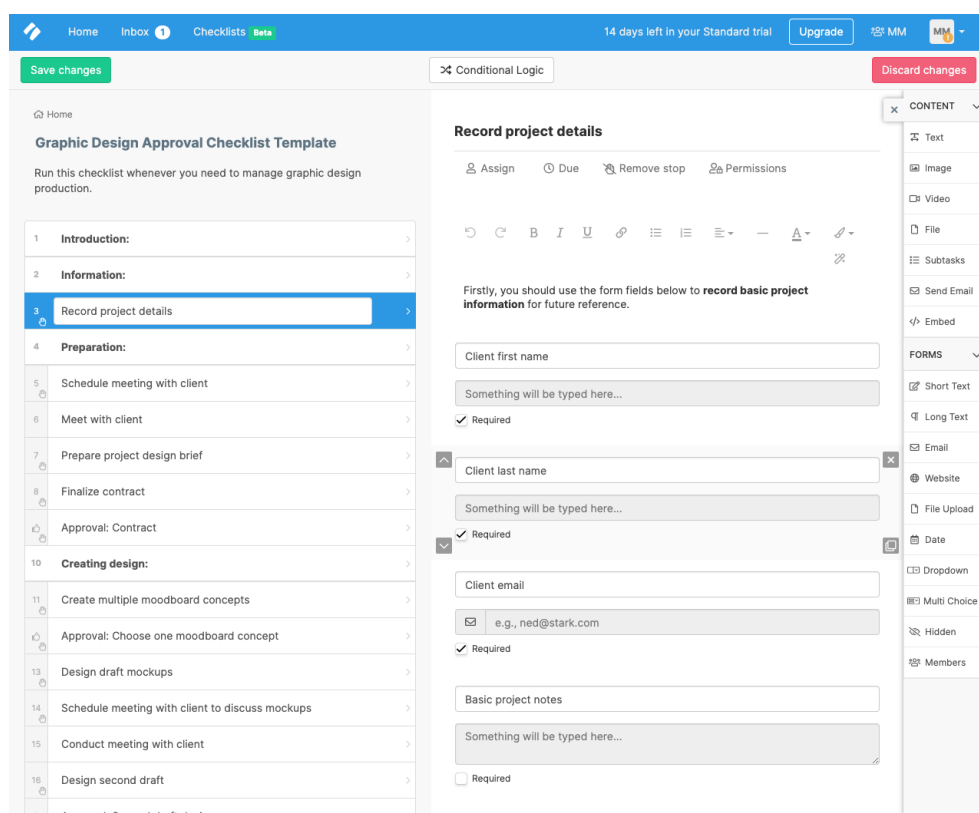 Home Inbox 1 Checklists Beta 14 days left in your Standard trial Upgrade MM MM
Save changes Conditional Logic Discard changes
Home
Graphic Design Approval Checklist Template
Run this checklist whenever you need to manage graphic design
production.
1 Introduction:
2 Information:
3 Record project details
4 Preparation:
5 Schedule meeting with client
6 Meet with client
7 Prepare project design brief
8 Finalize contract
Approval: Contract
10 Creating design:
11 Create multiple moodboard concepts
Approval: Choose one moodboard concept
13 Design draft mockups
14 Schedule meeting with client to discuss mockups
15 Conduct meeting with client
16 Design second draft
Record project details
Assign Due Remove stop Permissions
B I U A
Firstly, you should use the form fields below to record basic project
information for future reference.
Client first name
Something will be typed here...
Required
Client last name
Something will be typed here...
Required
Client email
e.g., ned@stark.com
Required
Basic project notes
Something will be typed here...
Required
CONTENT
Text
Image
Video
File
Subtasks
Send Email
Embed
FORMS
Short Text
Long Text
Email
Website
File Upload
Date
Dropdown
Multi Choice
Hidden
Members